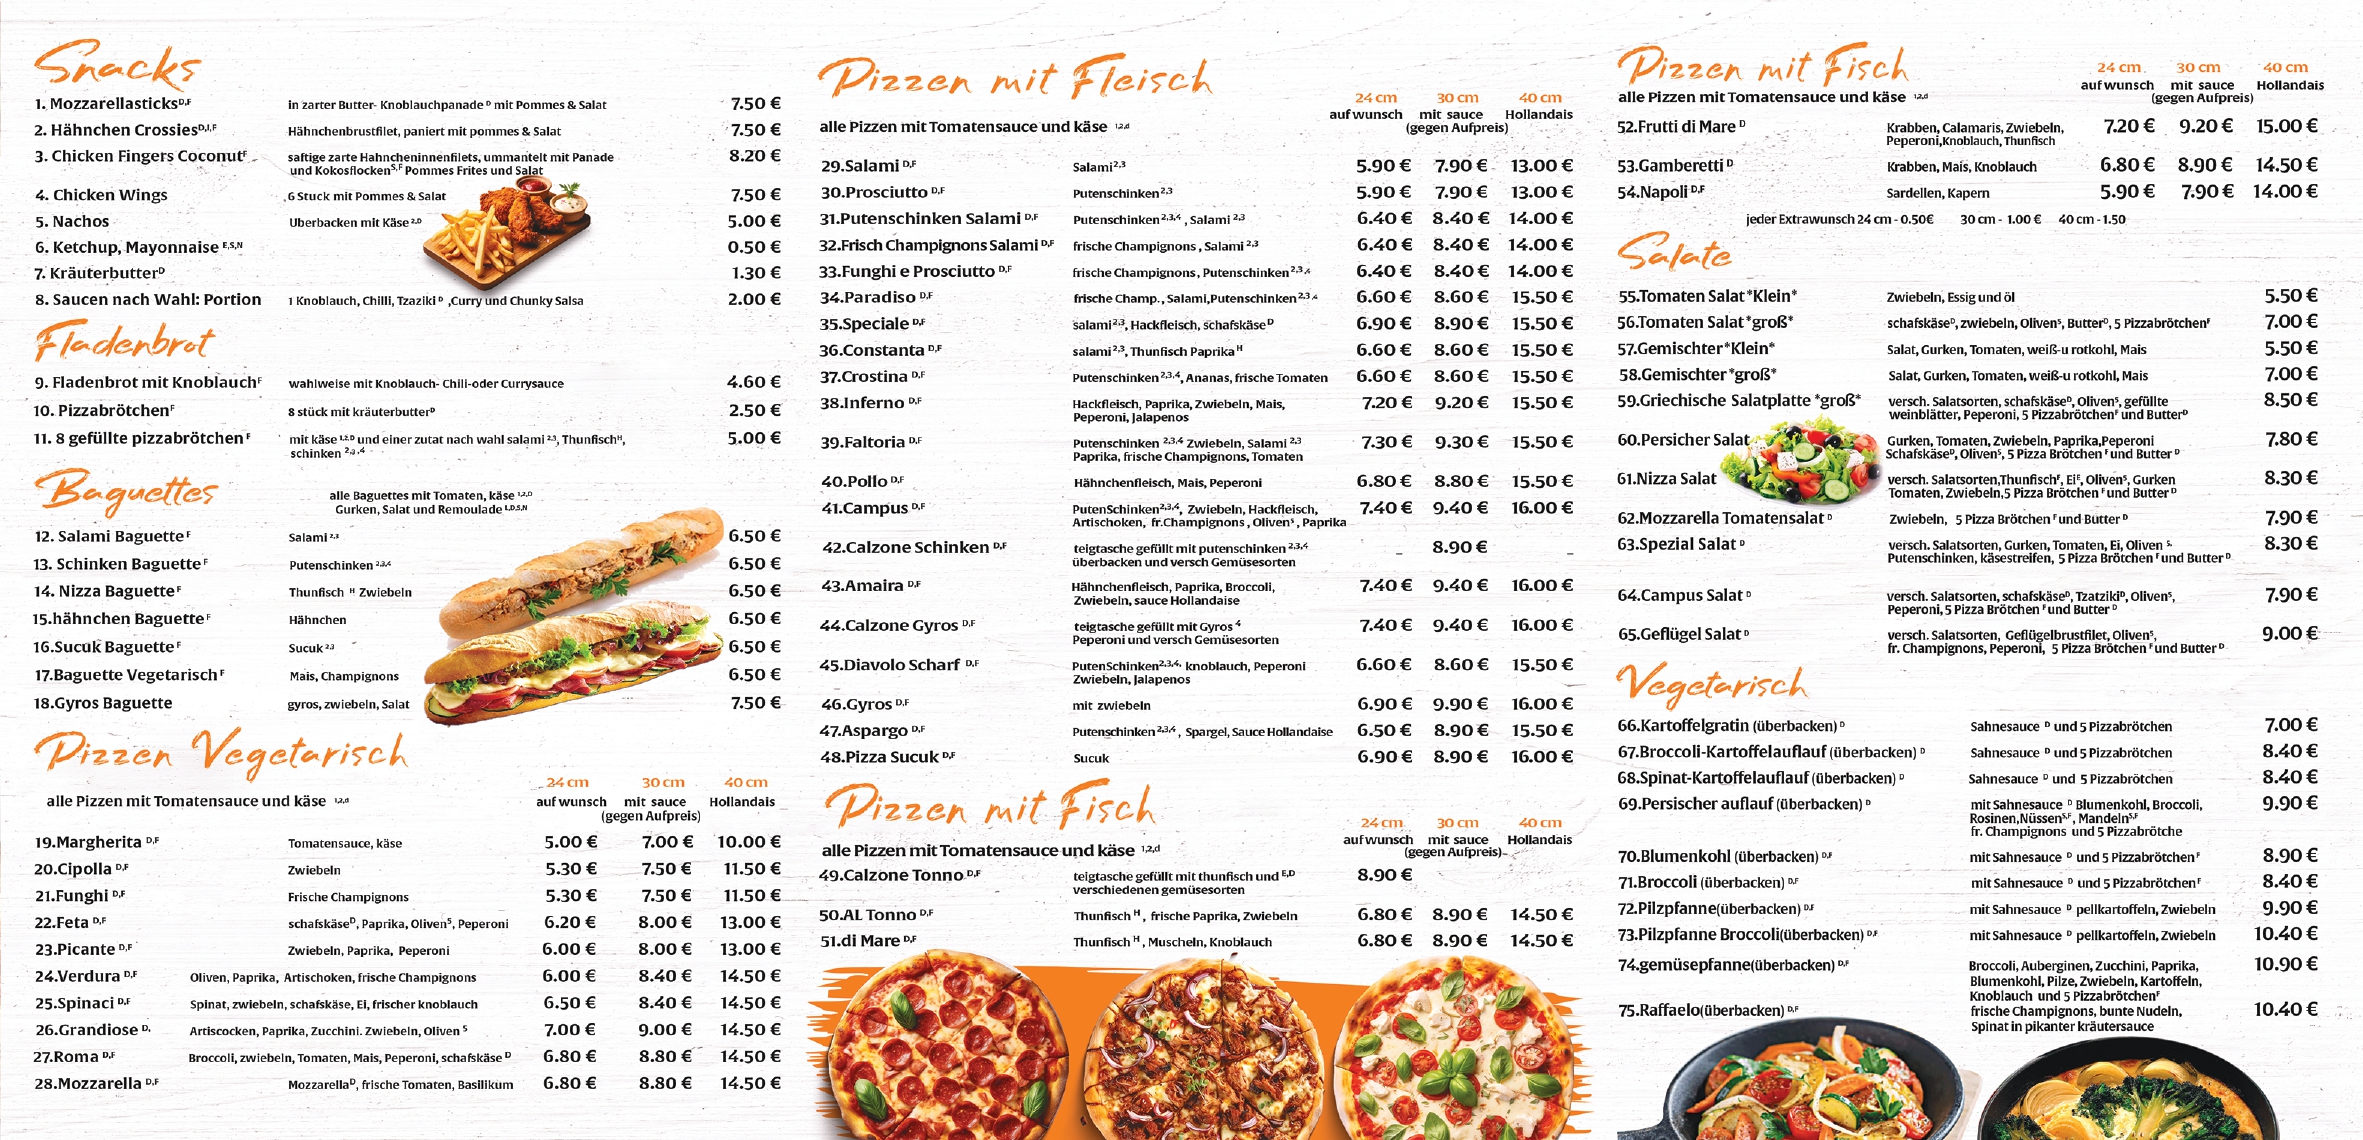 Snacks
1. Mozzarellasticks D,F in zarter Butter- Knoblauchpanade D mit Pommes & Salat 7.50 €
2. Hähnchen Crossies D,I,F Hähnchenbrustfilet, paniert mit pommes & Salat 7.50 €
3. Chicken Fingers Coconut F saftige zarte Hahncheninnenfilets, ummantelt mit Panade 8.20 €
und Kokosflocken S,F Pommes Frites und Salat
4. Chicken Wings 6 Stuck mit Pommes & Salat 7.50 €
5. Nachos Uberbacken mit Käse 2,D 5.00 €
6. Ketchup, Mayonnaise E,S,N 0.50 €
7. Kräuterbutter D 1.30 €
8. Saucen nach Wahl: Portion 1 Knoblauch, Chilli, Tzaziki D ,Curry und Chunky Salsa 2.00 €
Fladenbrot
9. Fladenbrot mit Knoblauch F wahlweise mit Knoblauch- Chili-oder Currysauce 4.60 €
10. Pizzabrötchen F 8 stück mit kräuterbutter D 2.50 €
11. 8 gefüllte pizzabrötchen F mit käse 1,2,D und einer zutat nach wahl salami 2,3, Thunfisch H, 5.00 €
schinken 2,3,4
Baguettes
alle Baguettes mit Tomaten, käse 1,2,D
Gurken, Salat und Remoulade 1,D,S,N
12. Salami Baguette F Salami 2,3 6.50 €
13. Schinken Baguette F Putenschinken 2,3,4 6.50 €
14. Nizza Baguette F Thunfisch H Zwiebeln 6.50 €
15.hähnchen Baguette F Hähnchen 6.50 €
16.Sucuk Baguette F Sucuk 2,3 6.50 €
17.Baguette Vegetarisch F Mais, Champignons 6.50 €
18.Gyros Baguette gyros, zwiebeln, Salat 7.50 €
Pizzen Vegetarisch
24 cm 30 cm 40 cm
alle Pizzen mit Tomatensauce und käse 1,2,d auf wunsch mit sauce Hollandais
(gegen Aufpreis)
19.Margherita D,F Tomatensauce, käse 5.00 € 7.00 € 10.00 €
20.Cipolla D,F Zwiebeln 5.30 € 7.50 € 11.50 €
21.Funghi D,F Frische Champignons 5.30 € 7.50 € 11.50 €
22.Feta D,F schafskäse D, Paprika, Oliven S, Peperoni 6.20 € 8.00 € 13.00 €
23.Picante D,F Zwiebeln, Paprika, Peperoni 6.00 € 8.00 € 13.00 €
24.Verdura D,F Oliven, Paprika, Artischoken, frische Champignons 6.00 € 8.40 € 14.50 €
25.Spinaci D,F Spinat, zwiebeln, schafskäse, Ei, frischer knoblauch 6.50 € 8.40 € 14.50 €
26.Grandiose D, Artiscocken, Paprika, Zucchini. Zwiebeln, Oliven S 7.00 € 9.00 € 14.50 €
27.Roma D,F Broccoli, zwiebeln, Tomaten, Mais, Peperoni, schafskäse D 6.80 € 8.80 € 14.50 €
28.Mozzarella D,F Mozzarella D, frische Tomaten, Basilikum 6.80 € 8.80 € 14.50 €
Pizzen mit Fleisch
24 cm 30 cm 40 cm
auf wunsch mit sauce Hollandais
alle Pizzen mit Tomatensauce und käse 1,2,d (gegen Aufpreis)
29.Salami D,F Salami 2,3 5.90 € 7.90 € 13.00 €
30.Prosciutto D,F Putenschinken 2,3 5.90 € 7.90 € 13.00 €
31.Putenschinken Salami D,F Putenschinken 2,3,4 , Salami 2,3 6.40 € 8.40 € 14.00 €
32.Frisch Champignons Salami D,F frische Champignons , Salami 2,3 6.40 € 8.40 € 14.00 €
33.Funghi e Prosciutto D,F frische Champignons, Putenschinken 2,3,4 6.40 € 8.40 € 14.00 €
34.Paradiso D,F frische Champ., Salami,Putenschinken 2,3,4 6.60 € 8.60 € 15.50 €
35.Speciale D,F salami 2,3, Hackfleisch, schafskäse D 6.90 € 8.90 € 15.50 €
36.Constanta D,F salami 2,3, Thunfisch Paprika H 6.60 € 8.60 € 15.50 €
37.Crostina D,F Putenschinken 2,3,4, Ananas, frische Tomaten 6.60 € 8.60 € 15.50 €
38.Inferno D,F Hackfleisch, Paprika, Zwiebeln, Mais, 7.20 € 9.20 € 15.50 €
Peperoni, Jalapenos
39.Faltoria D,F Putenschinken 2,3,4 Zwiebeln, Salami 2,3 7.30 € 9.30 € 15.50 €
Paprika, frische Champignons, Tomaten
40.Pollo D,F Hähnchenfleisch, Mais, Peperoni 6.80 € 8.80 € 15.50 €
41.Campus D,F PutenSchinken 2,3,4, Zwiebeln, Hackfleisch, 7.40 € 9.40 € 16.00 €
Artischoken, fr.Champignons , Oliven S , Paprika
42.Calzone Schinken D,F teigtasche gefüllt mit putenschinken 2,3,4 – 8.90 € –
überbacken und versch Gemüsesorten
43.Amaira D,F Hähnchenfleisch, Paprika, Broccoli, 7.40 € 9.40 € 16.00 €
Zwiebeln, sauce Hollandaise
44.Calzone Gyros D,F teigtasche gefüllt mit Gyros 4 7.40 € 9.40 € 16.00 €
Peperoni und versch Gemüsesorten
45.Diavolo Scharf D,F PutenSchinken 2,3,4, knoblauch, Peperoni 6.60 € 8.60 € 15.50 €
Zwiebeln, Jalapenos
46.Gyros D,F mit zwiebeln 6.90 € 9.90 € 16.00 €
47.Aspargo D,F Putenschinken 2,3,4 , Spargel, Sauce Hollandaise 6.50 € 8.90 € 15.50 €
48.Pizza Sucuk D,F Sucuk 6.90 € 8.90 € 16.00 €
Pizzen mit Fisch
24 cm 30 cm 40 cm
auf wunsch mit sauce Hollandais
alle Pizzen mit Tomatensauce und käse 1,2,d (gegen Aufpreis)
49.Calzone Tonno D,F teigtasche gefüllt mit thunfisch und E,D 8.90 €
verschiedenen gemüsesorten
50.AL Tonno D,F Thunfisch H , frische Paprika, Zwiebeln 6.80 € 8.90 € 14.50 €
51.di Mare D,F Thunfisch H , Muscheln, Knoblauch 6.80 € 8.90 € 14.50 €
Pizzen mit Fisch
24 cm 30 cm 40 cm
auf wunsch mit sauce Hollandais
alle Pizzen mit Tomatensauce und käse 1,2,d (gegen Aufpreis)
52.Frutti di Mare D Krabben, Calamaris, Zwiebeln, 7.20 € 9.20 € 15.00 €
Peperoni,Knoblauch, Thunfisch
53.Gamberetti D Krabben, Mais, Knoblauch 6.80 € 8.90 € 14.50 €
54.Napoli D,F Sardellen, Kapern 5.90 € 7.90 € 14.00 €
jeder Extrawunsch 24 cm - 0.50€ 30 cm - 1.00 € 40 cm -1.50
Salate
55.Tomaten Salat *Klein* Zwiebeln, Essig und öl 5.50 €
56.Tomaten Salat *groß* schafskäse D, zwiebeln, Oliven S, Butter D, 5 Pizzabrötchen F 7.00 €
57.Gemischter*Klein* Salat, Gurken, Tomaten, weiß-u rotkohl, Mais 5.50 €
58.Gemischter *groß* Salat, Gurken, Tomaten, weiß-u rotkohl, Mais 7.00 €
59.Griechische Salatplatte *groß* versch. Salatsorten, schafskäse D, Oliven S, gefüllte 8.50 €
weinblätter, Peperoni, 5 Pizzabrötchen F und Butter D
60.Persicher Salat Gurken, Tomaten, Zwiebeln, Paprika,Peperoni 7.80 €
Schafskäse D, Oliven S, 5 Pizza Brötchen F und Butter D
61.Nizza Salat versch. Salatsorten,Thunfisch F, Ei E, Oliven S, Gurken 8.30 €
Tomaten, Zwiebeln,5 Pizza Brötchen F und Butter D
62.Mozzarella Tomatensalat D Zwiebeln, 5 Pizza Brötchen F und Butter D 7.90 €
63.Spezial Salat D versch. Salatsorten, Gurken, Tomaten, Ei, Oliven S, 8.30 €
Putenschinken, käsestreifen, 5 Pizza Brötchen F und Butter D
64.Campus Salat D versch. Salatsorten, schafskäse D, Tzatziki D, Oliven S, 7.90 €
Peperoni, 5 Pizza Brötchen F und Butter D
65.Geflügel Salat D versch. Salatsorten, Geflügelbrustfilet, Oliven S, 9.00 €
fr. Champignons, Peperoni, 5 Pizza Brötchen F und Butter D
Vegetarisch
66.Kartoffelgratin (überbacken) D Sahnesauce D und 5 Pizzabrötchen 7.00 €
67.Broccoli-Kartoffelauflauf (überbacken) D Sahnesauce D und 5 Pizzabrötchen 8.40 €
68.Spinat-Kartoffelauflauf (überbacken) D Sahnesauce D und 5 Pizzabrötchen 8.40 €
69.Persischer auflauf (überbacken) D mit Sahnesauce D Blumenkohl, Broccoli, 9.90 €
Rosinen,Nüssen S,F, Mandeln S,F
fr. Champignons und 5 Pizzabrötche
70.Blumenkohl (überbacken) D,F mit Sahnesauce D und 5 Pizzabrötchen F 8.90 €
71.Broccoli (überbacken) D,F mit Sahnesauce D und 5 Pizzabrötchen F 8.40 €
72.Pilzpfanne(überbacken) D,F mit Sahnesauce D pellkartoffeln, Zwiebeln 9.90 €
73.Pilzpfanne Broccoli(überbacken) D,F mit Sahnesauce D pellkartoffeln, Zwiebeln 10.40 €
74.gemüsepfanne(überbacken) D,F Broccoli, Auberginen, Zucchini, Paprika, 10.90 €
Blumenkohl, Pilze, Zwiebeln, Kartoffeln,
Knoblauch und 5 Pizzabrötchen F
75.Raffaelo(überbacken) D,F frische Champignons, bunte Nudeln, 10.40 €
Spinat in pikanter kräutersauce